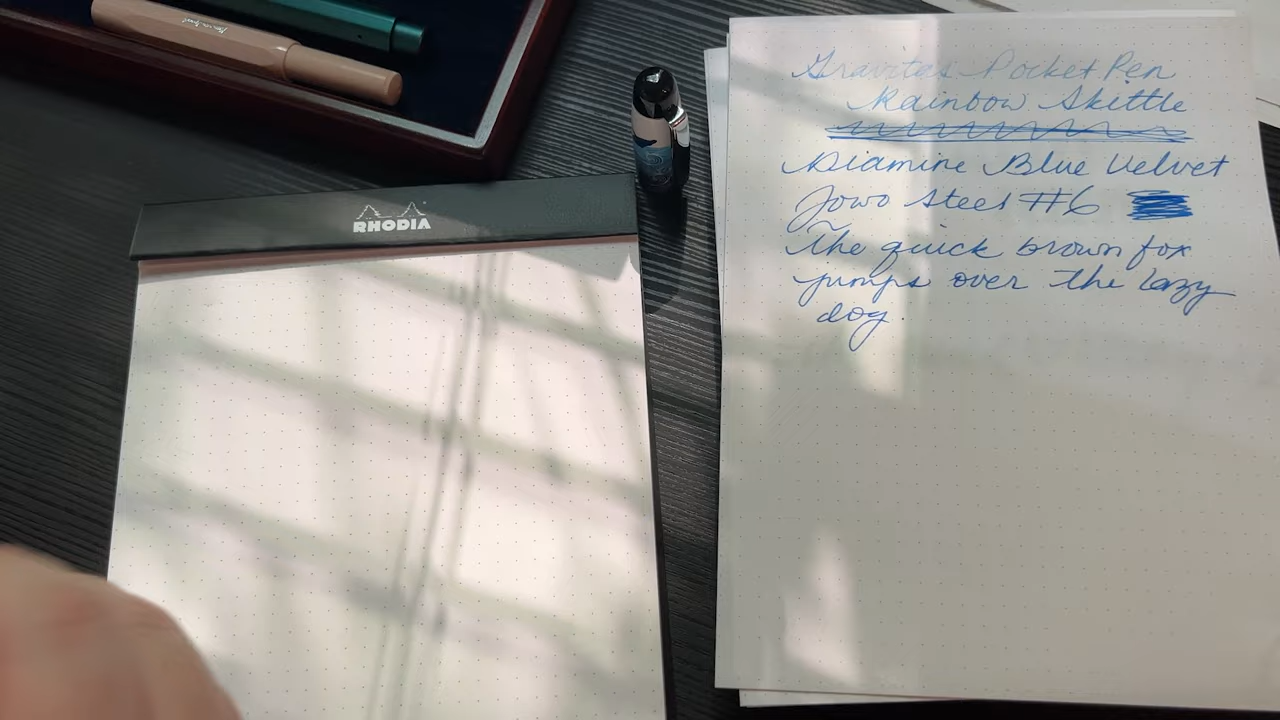 RHODIA
Gravitas Pocket Pen
Rainbow Skittle
Diamine Blue Velvet
Jowo Steel #6
The quick brown fox
jumps over the lazy
dog.